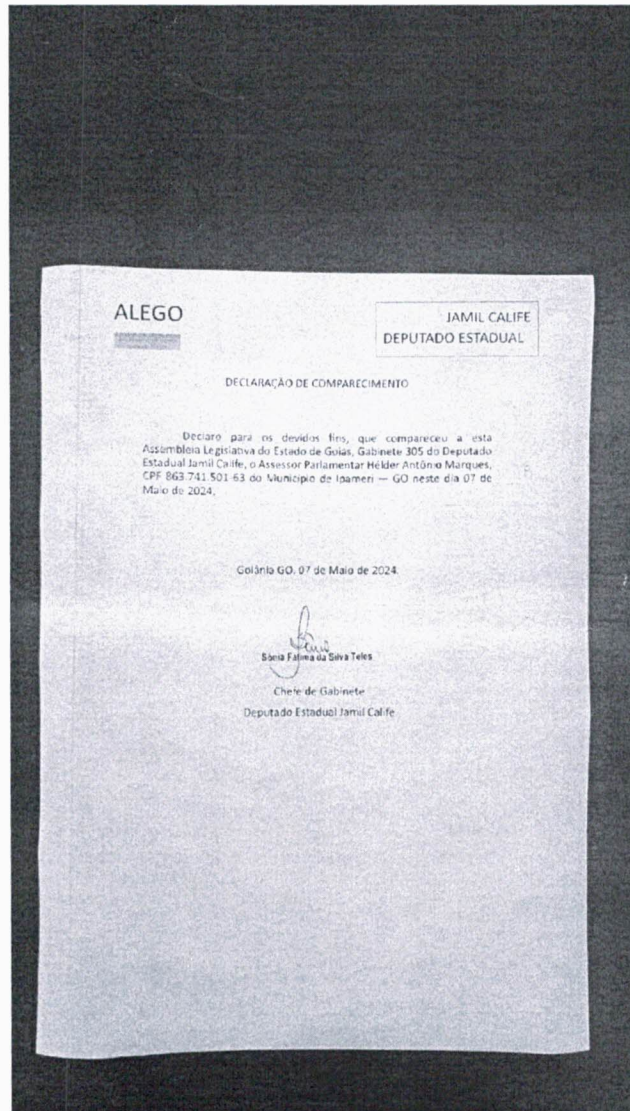 ALEGO
JAMIL CALIFE
DEPUTADO ESTADUAL
DECLARAÇÃO DE COMPARECIMENTO
Declaro para os devidos fins, que compareceu a esta
Assembleia Legislativa do Estado de Goias, Gabinete 305 do Deputado
Estadual Jamil Calife, o Assessor Parlamentar Hélder Antônio Marques,
CPF 863.741.501-63 do Municipio de Ipameri — GO neste dia 07 de
Maio de 2024.
Goiânia GO, 07 de Maio de 2024.
Sônia Fatima da Silva Teles
Chefe de Gabinete
Deputado Estadual Jamil Calife